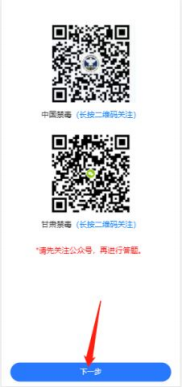 中国禁毒（长按二维码关注）
甘肃禁毒（长按二维码关注）
*请先关注公众号，再进行答题。
下一步